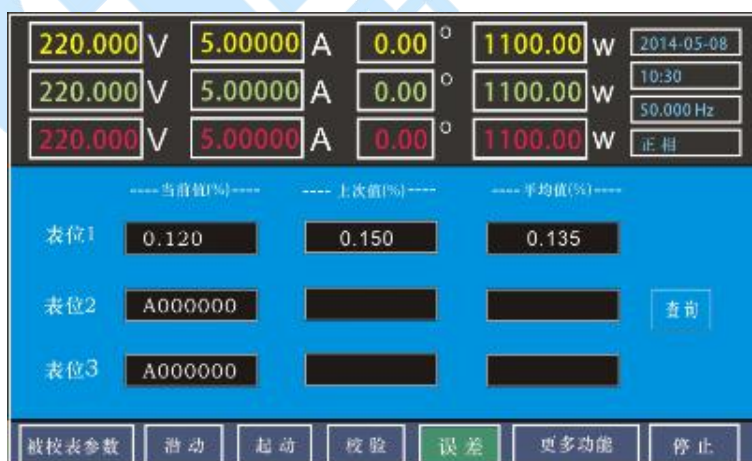 220.000 V 5.00000 A 0.00 ° 1100.00 w 2014-05-08
10:30
220.000 V 5.00000 A 0.00 ° 1100.00 w
50.000 Hz
220.000 V 5.00000 A 0.00 ° 1100.00 w 正相
----当前值(%)---- ---- 上次值(%)---- ---- 平均值(%)----
表位1 0.120 0.150 0.135
表位2 A000000 查询
表位3 A000000
被校表参数 潜动 起动 校验 误差 更多功能 停止